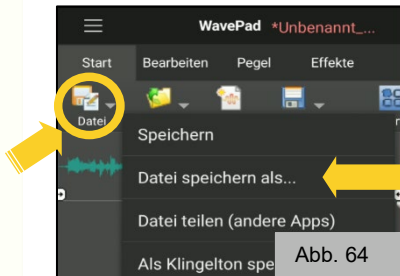 WavePad *Unbenannt_...
Start Bearbeiten Pegel Effekte
Datei
Speichern
Datei speichern als...
Datei teilen (andere Apps)
Als Klingelton spe
Abb. 64